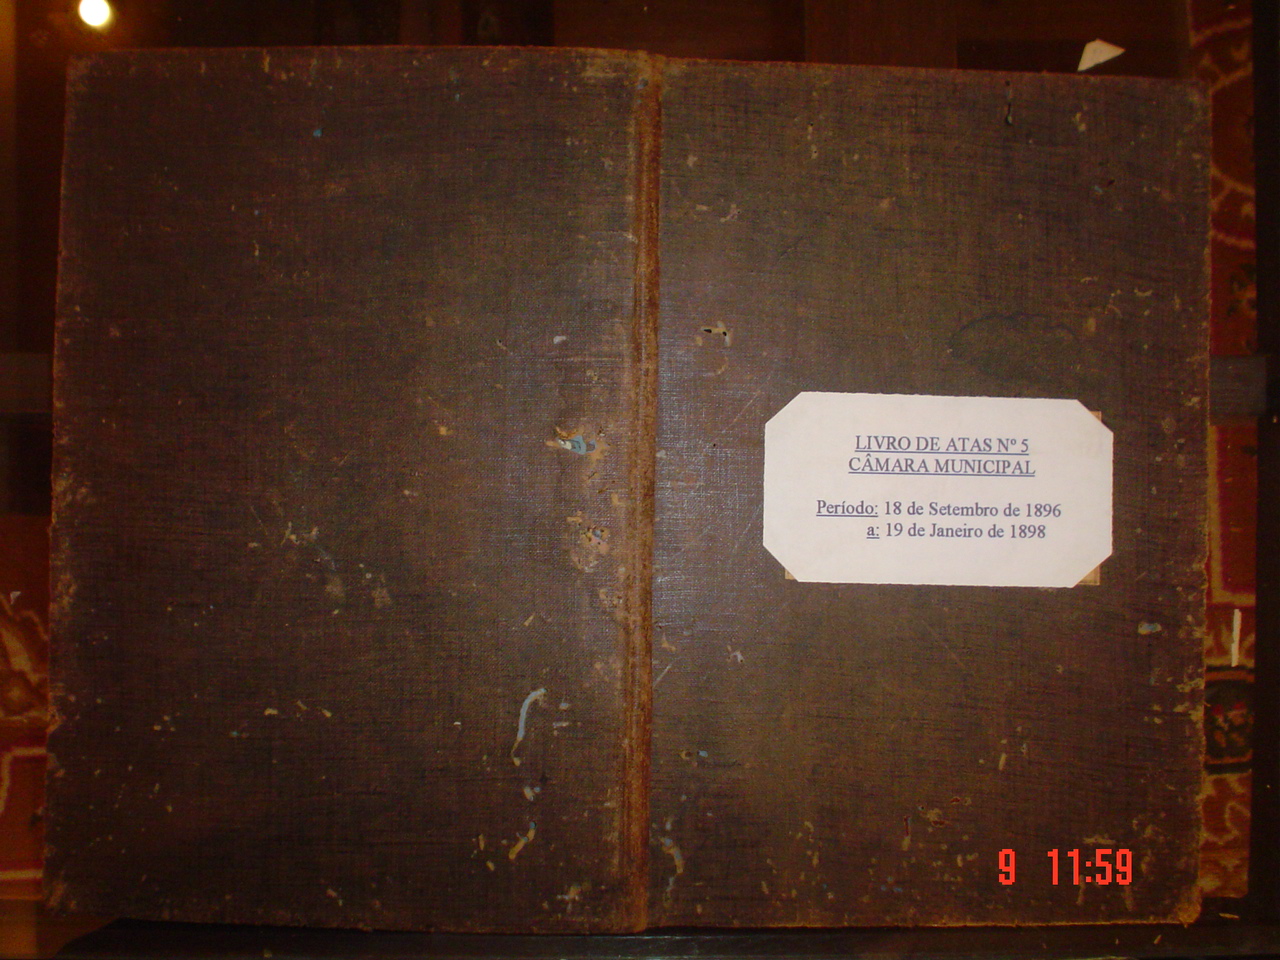 LIVRO DE ATAS Nº 5
CÂMARA MUNICIPAL
Período: 18 de Setembro de 1896
a: 19 de Janeiro de 1898
9 11:59